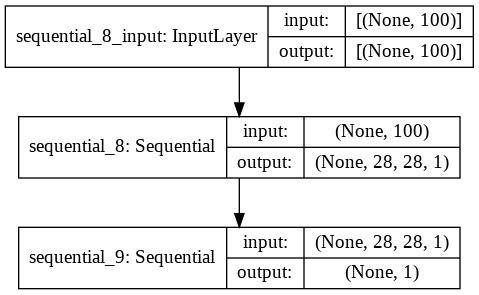 sequential_8_input: InputLayer
input:
[(None, 100)]
output:
[(None, 100)]
sequential_8: Sequential
input:
(None, 100)
output:
(None, 28, 28, 1)
sequential_9: Sequential
input:
(None, 28, 28, 1)
output:
(None, 1)